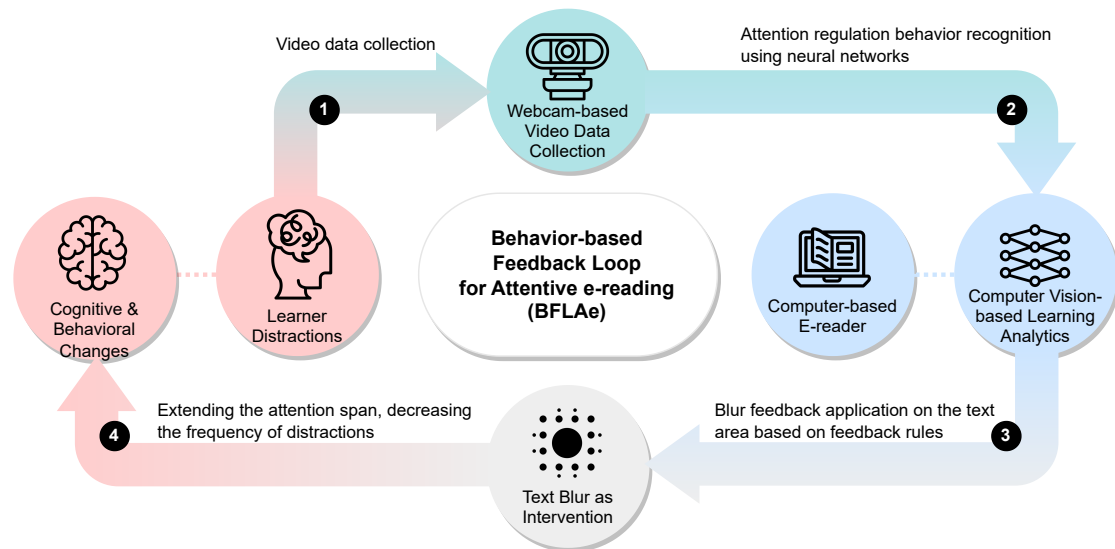 Video data collection
Attention regulation behavior recognition
using neural networks
1
2
Webcam-based
Video Data
Collection
Cognitive &
Behavioral
Changes
Learner
Distractions
Behavior-based
Feedback Loop
for Attentive e-reading
(BFLAe)
Computer-based
E-reader
Computer Vision-
based Learning
Analytics
Extending the attention span, decreasing
the frequency of distractions
4
Blur feedback application on the text
area based on feedback rules
3
Text Blur as
Intervention